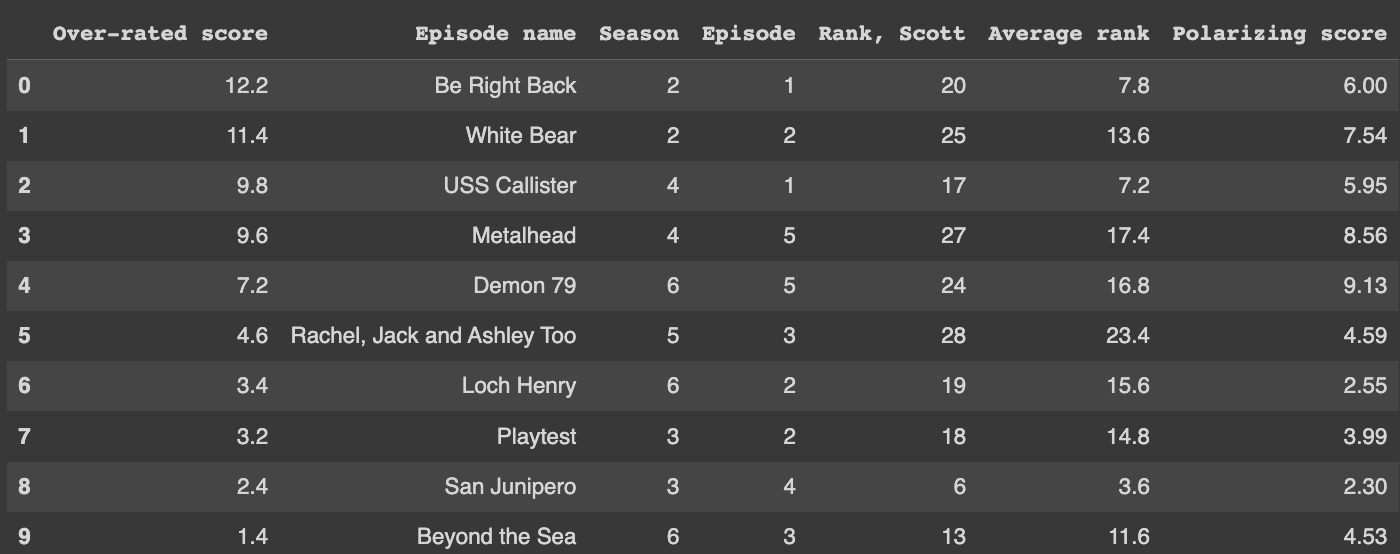 Over-rated score Episode name Season Episode Rank, Scott Average rank Polarizing score
0 12.2 Be Right Back 2 1 20 7.8 6.00
1 11.4 White Bear 2 2 25 13.6 7.54
2 9.8 USS Callister 4 1 17 7.2 5.95
3 9.6 Metalhead 4 5 27 17.4 8.56
4 7.2 Demon 79 6 5 24 16.8 9.13
5 4.6 Rachel, Jack and Ashley Too 5 3 28 23.4 4.59
6 3.4 Loch Henry 6 2 19 15.6 2.55
7 3.2 Playtest 3 2 18 14.8 3.99
8 2.4 San Junipero 3 4 6 3.6 2.30
9 1.4 Beyond the Sea 6 3 13 11.6 4.53